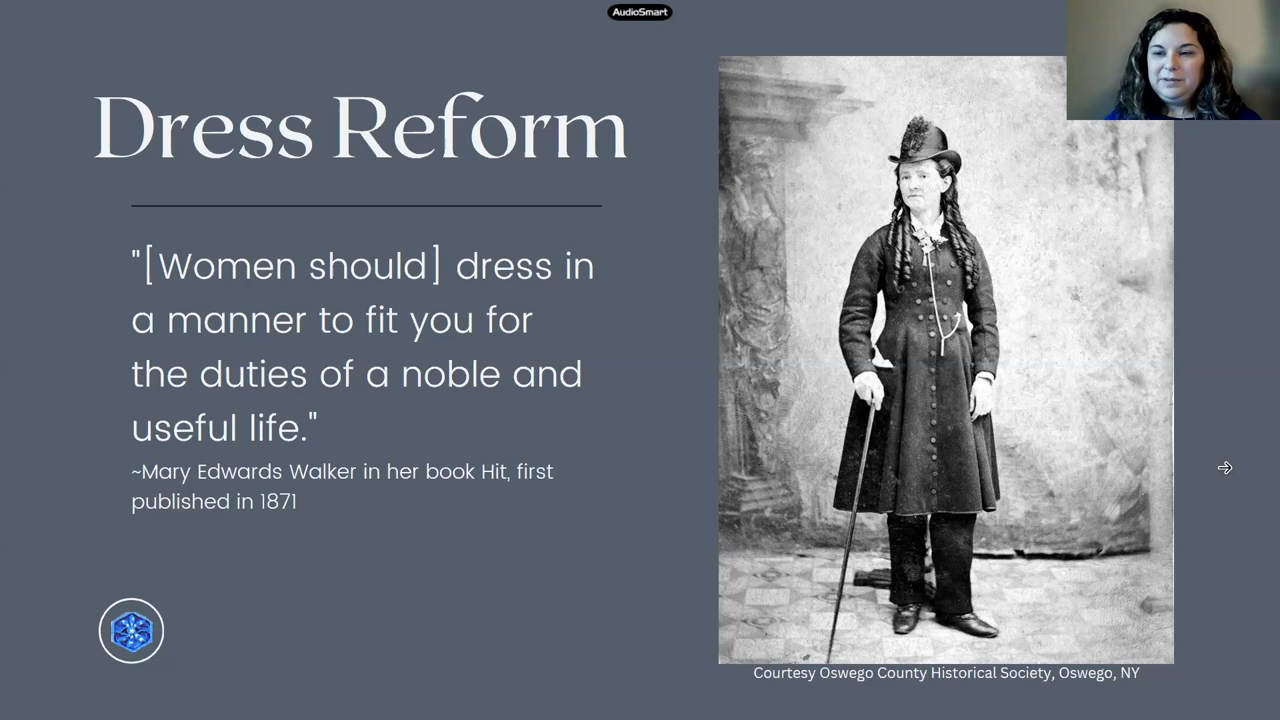 AudioSmart
Dress Reform
"[Women should] dress in
a manner to fit you for
the duties of a noble and
useful life."
~Mary Edwards Walker in her book Hit, first
published in 1871
Courtesy Oswego County Historical Society, Oswego, NY